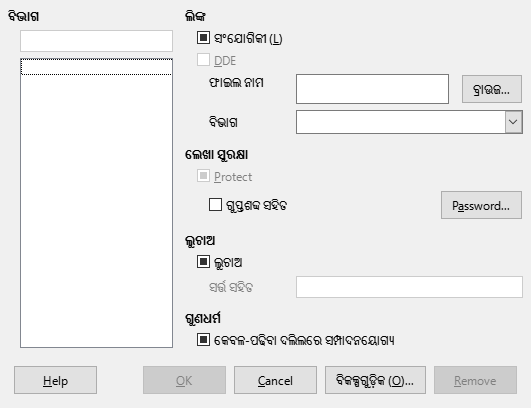 ବିଭାଗ
ଲିଙ୍କ
ସଂଯୋଗିକୀ (L)
DDE
ଫାଇଲ ନାମ
ବ୍ରାଉଜ...
ବିଭାଗ
ଲେଖା ସୁରକ୍ଷା
Protect
ଗୁପ୍ତଶବ୍ଦ ସହିତ
Password...
ଲୁଚାଅ
ଲୁଚାଅ
ସର୍ତ୍ତ ସହିତ
ଗୁଣଧର୍ମ
କେବଳ-ପଢିବା ଦଲିଲରେ ସମ୍ପାଦନଯୋଗ୍ୟ
Help
OK
Cancel
ବିକଳ୍ପଗୁଡ଼ିକ (O)...
Remove